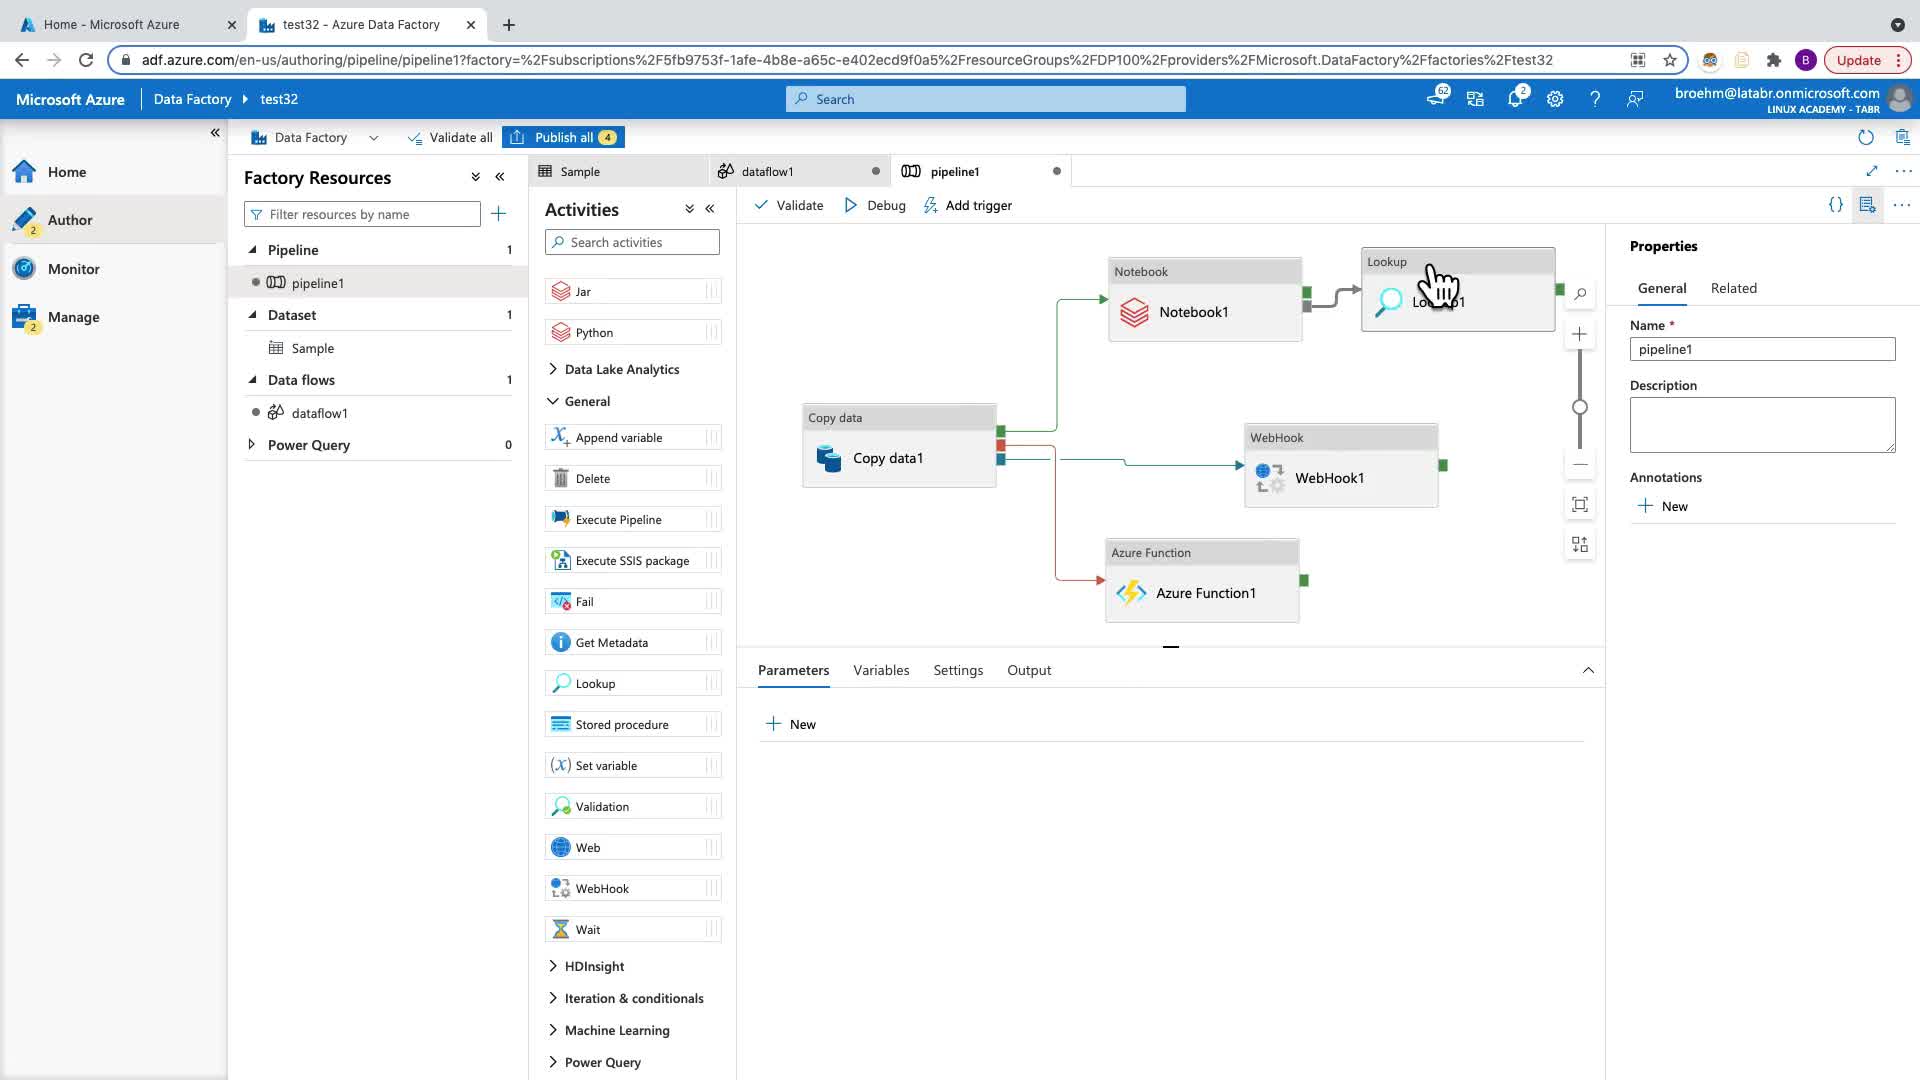 Home - Microsoft Azure
test32 - Azure Data Factory
adf.azure.com/en-us/authoring/pipeline/pipeline1?factory=%2Fsubscriptions%2F5fb9753f-1afe-4b8e-a65c-e402ecd9f0a5%2FresourceGroups%2FDP100%2Fproviders%2FMicrosoft.DataFactory%2Ffactories%2Ftest32
B
Update
Microsoft Azure
Data Factory
test32
Search
62
2
broehm@latabr.onmicrosoft.com
LINUX ACADEMY - TABR
Home
Author
2
Monitor
Manage
2
Data Factory
Validate all
Publish all 4
Factory Resources
Filter resources by name
Pipeline 1
pipeline1
Dataset 1
Sample
Data flows 1
dataflow1
Power Query 0
Sample
dataflow1
pipeline1
Activities
Search activities
Jar
Python
Data Lake Analytics
General
Append variable
Delete
Execute Pipeline
Execute SSIS package
Fail
Get Metadata
Lookup
Stored procedure
Set variable
Validation
Web
WebHook
Wait
HDInsight
Iteration & conditionals
Machine Learning
Power Query
Validate
Debug
Add trigger
Notebook
Notebook1
Lookup
Copy data
Copy data1
WebHook
WebHook1
Azure Function
Azure Function1
Parameters
Variables
Settings
Output
New
Properties
General
Related
Name *
pipeline1
Description
Annotations
New